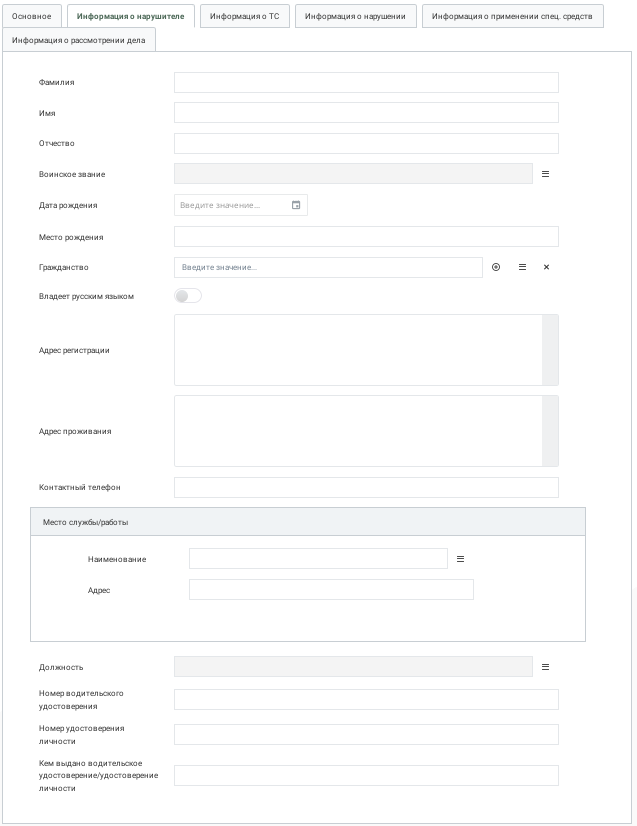 Основное
Информация о нарушителе
Информация о ТС
Информация о нарушении
Информация о применении спец. средств
Информация о рассмотрении дела
Фамилия
Имя
Отчество
Воинское звание
Дата рождения
Введите значение...
Место рождения
Гражданство
Введите значение...
Владеет русским языком
Адрес регистрации
Адрес проживания
Контактный телефон
Место службы/работы
Наименование
Адрес
Должность
Номер водительского
удостоверения
Номер удостоверения
личности
Кем выдано водительское
удостоверение/удостоверение
личности